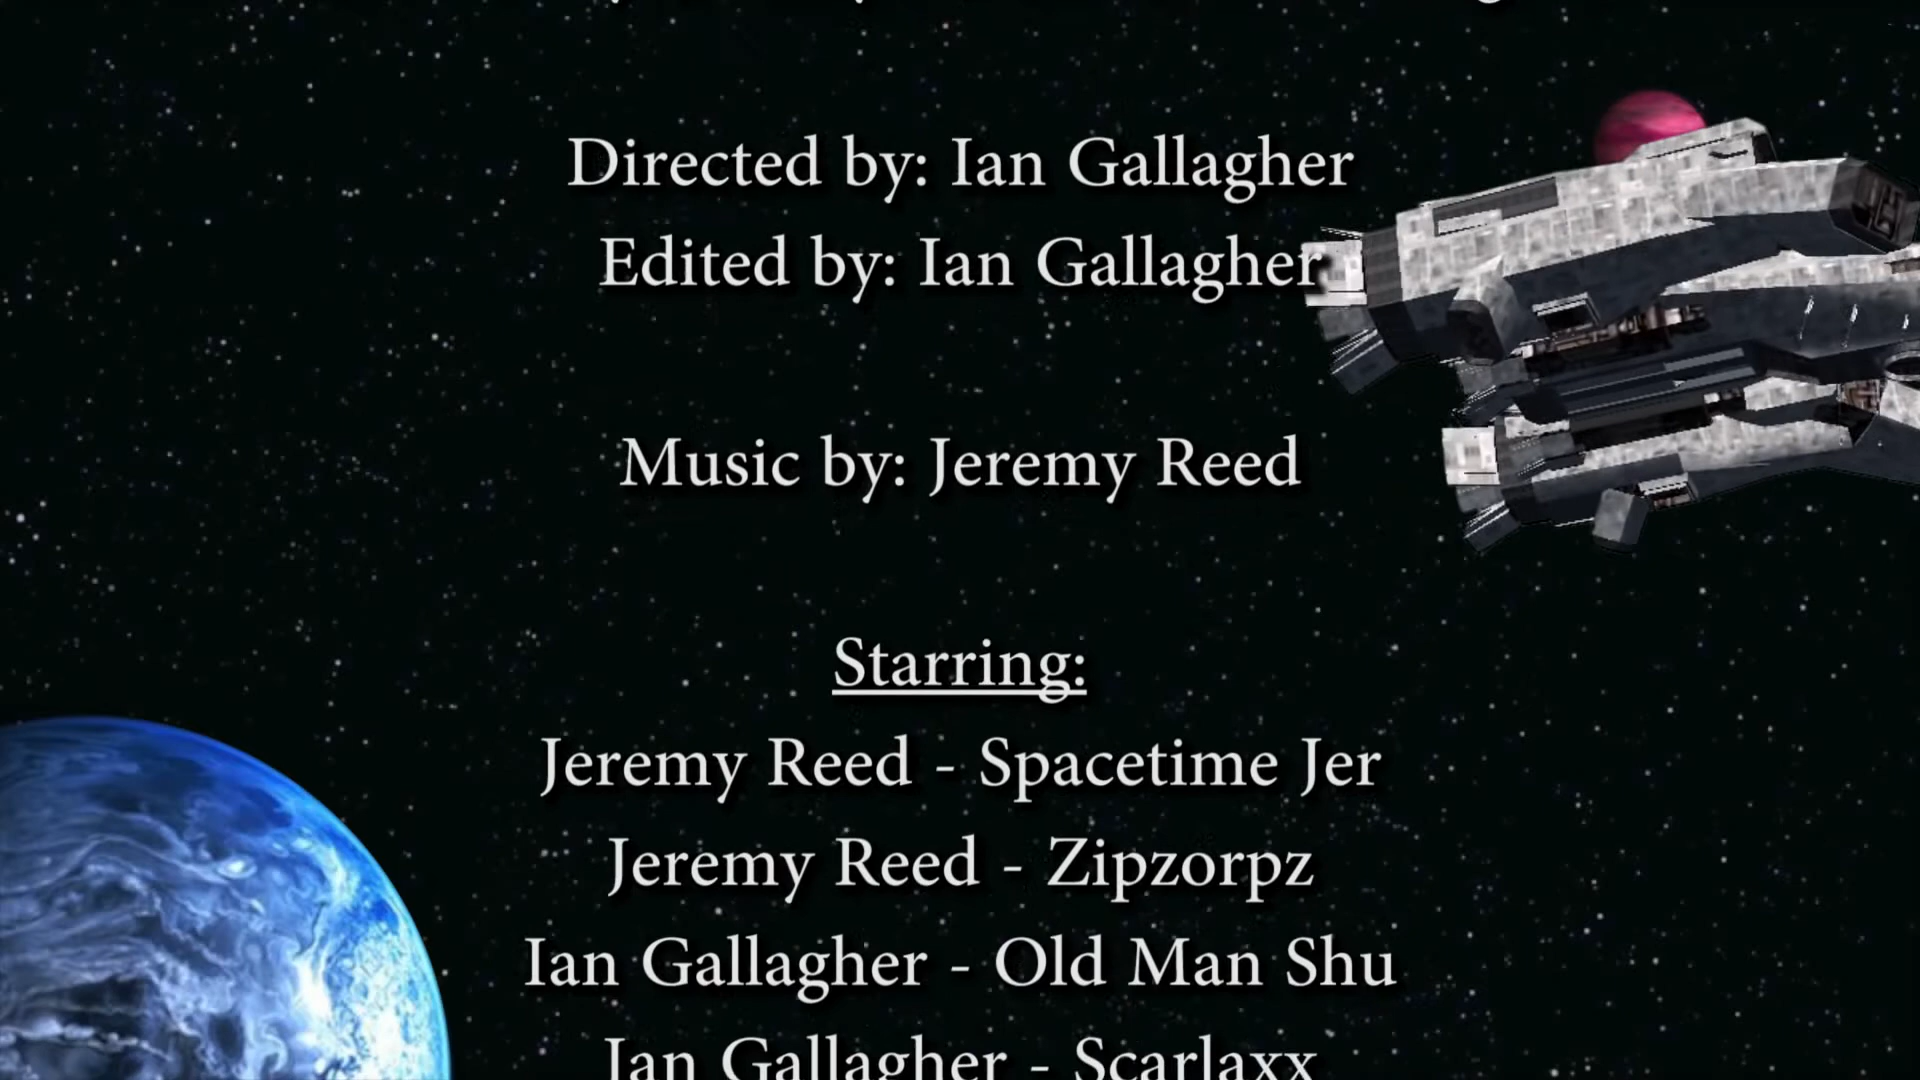 Directed by: Ian Gallagher
Edited by: Ian Gallagher
Music by: Jeremy Reed
Starring:
Jeremy Reed - Spacetime Jer
Jeremy Reed - Zipzorpz
Ian Gallagher - Old Man Shu
Ian Gallagher - Scarlaxx